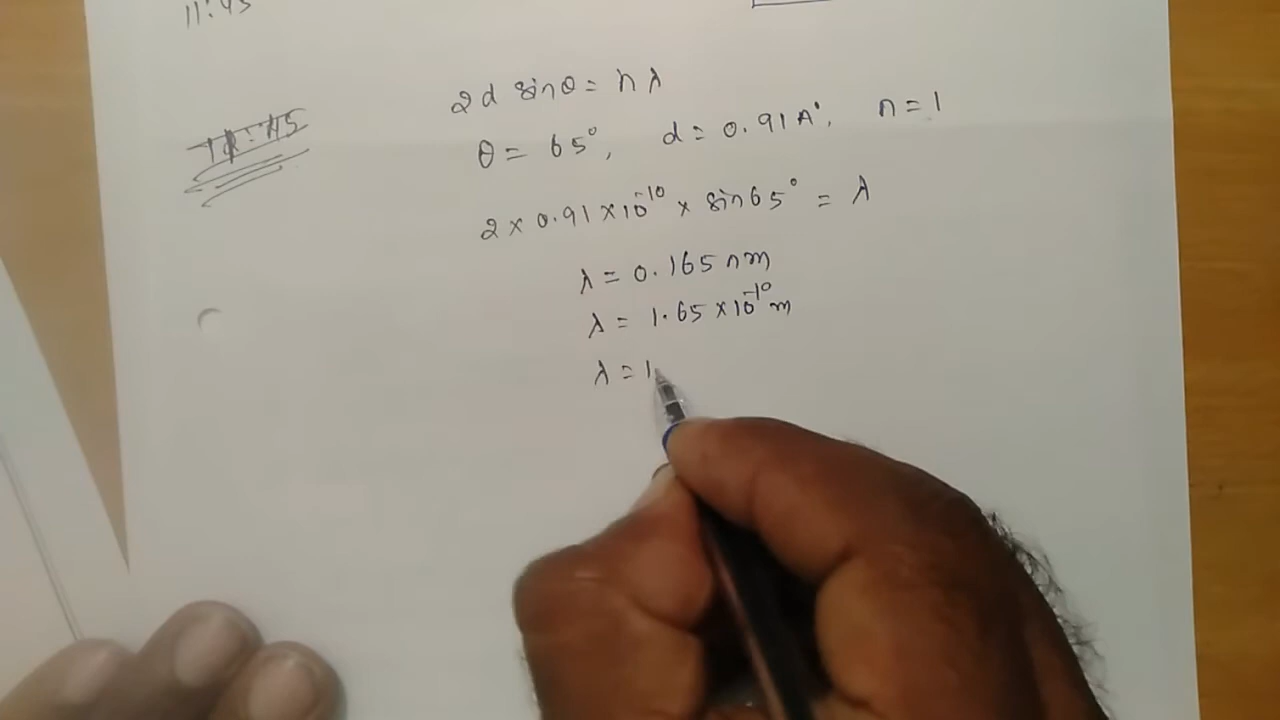 11:45
2d sinθ = nλ
θ = 65°, d = 0.91A°, n = 1
2 × 0.91 × 10⁻¹⁰ × sin65° = λ
λ = 0.165 nm
λ = 1.65 × 10⁻¹⁰ m
λ = 1